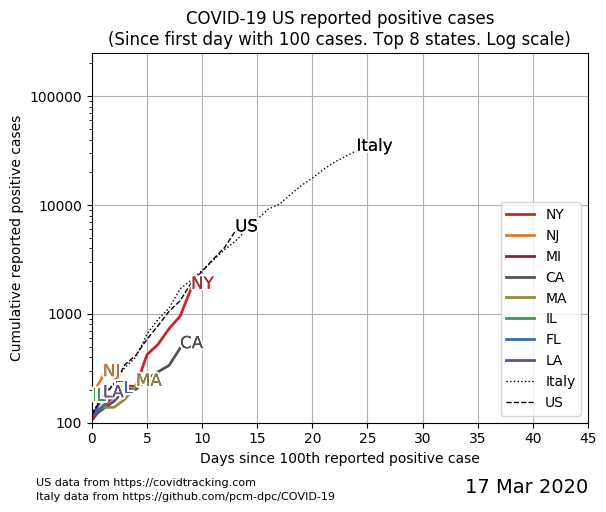 COVID-19 US reported positive cases
(Since first day with 100 cases. Top 8 states. Log scale)
Cumulative reported positive cases
100000
10000
1000
100
Italy
US
NY
CA
NJ
MA
FL
IL
LA
NY
NJ
MI
CA
MA
IL
FL
LA
Italy
US
0 5 10 15 20 25 30 35 40 45
Days since 100th reported positive case
US data from https://covidtracking.com
Italy data from https://github.com/pcm-dpc/COVID-19
17 Mar 2020